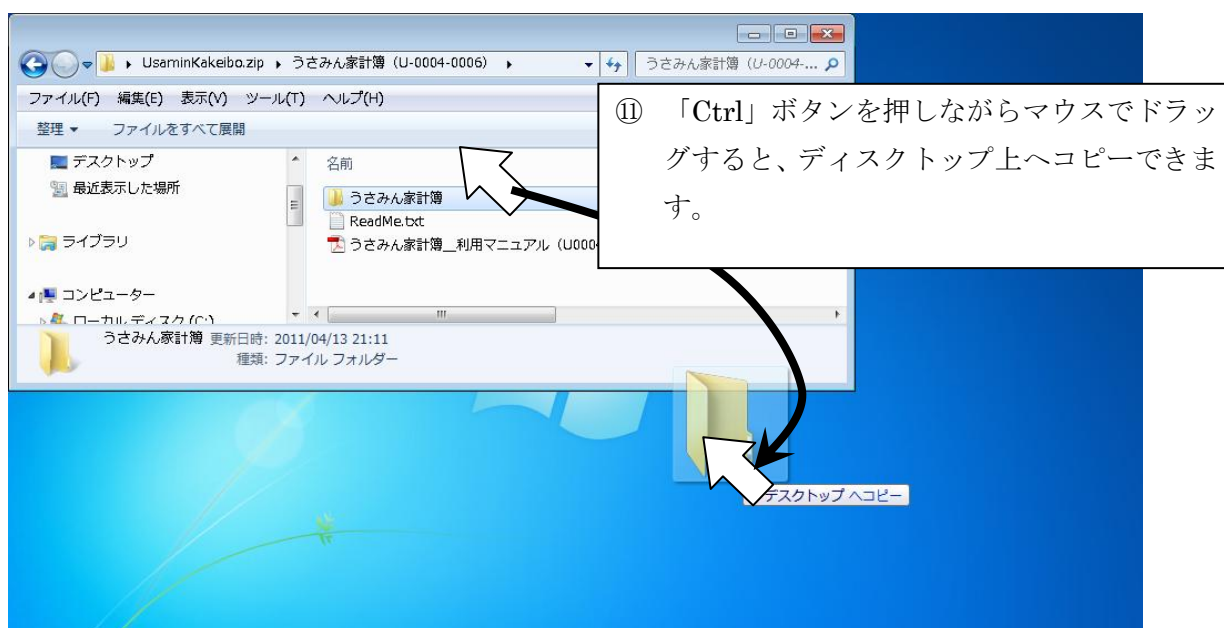 UsaminKakeibo.zip うさみん家計簿（U-0004-0006） うさみん家計簿（U-0004-...
ファイル(F) 編集(E) 表示(V) ツール(T) ヘルプ(H)
整理 ファイルをすべて展開
デスクトップ
最近表示した場所
ライブラリ
コンピューター
ローカル ディスク (C:)
名前
うさみん家計簿
ReadMe.txt
うさみん家計簿__利用マニュアル（U000
うさみん家計簿 更新日時: 2011/04/13 21:11
種類: ファイル フォルダー
⑪ 「Ctrl」ボタンを押しながらマウスでドラッ
グすると、ディスクトップ上へコピーできま
す。
デスクトップ へコピー